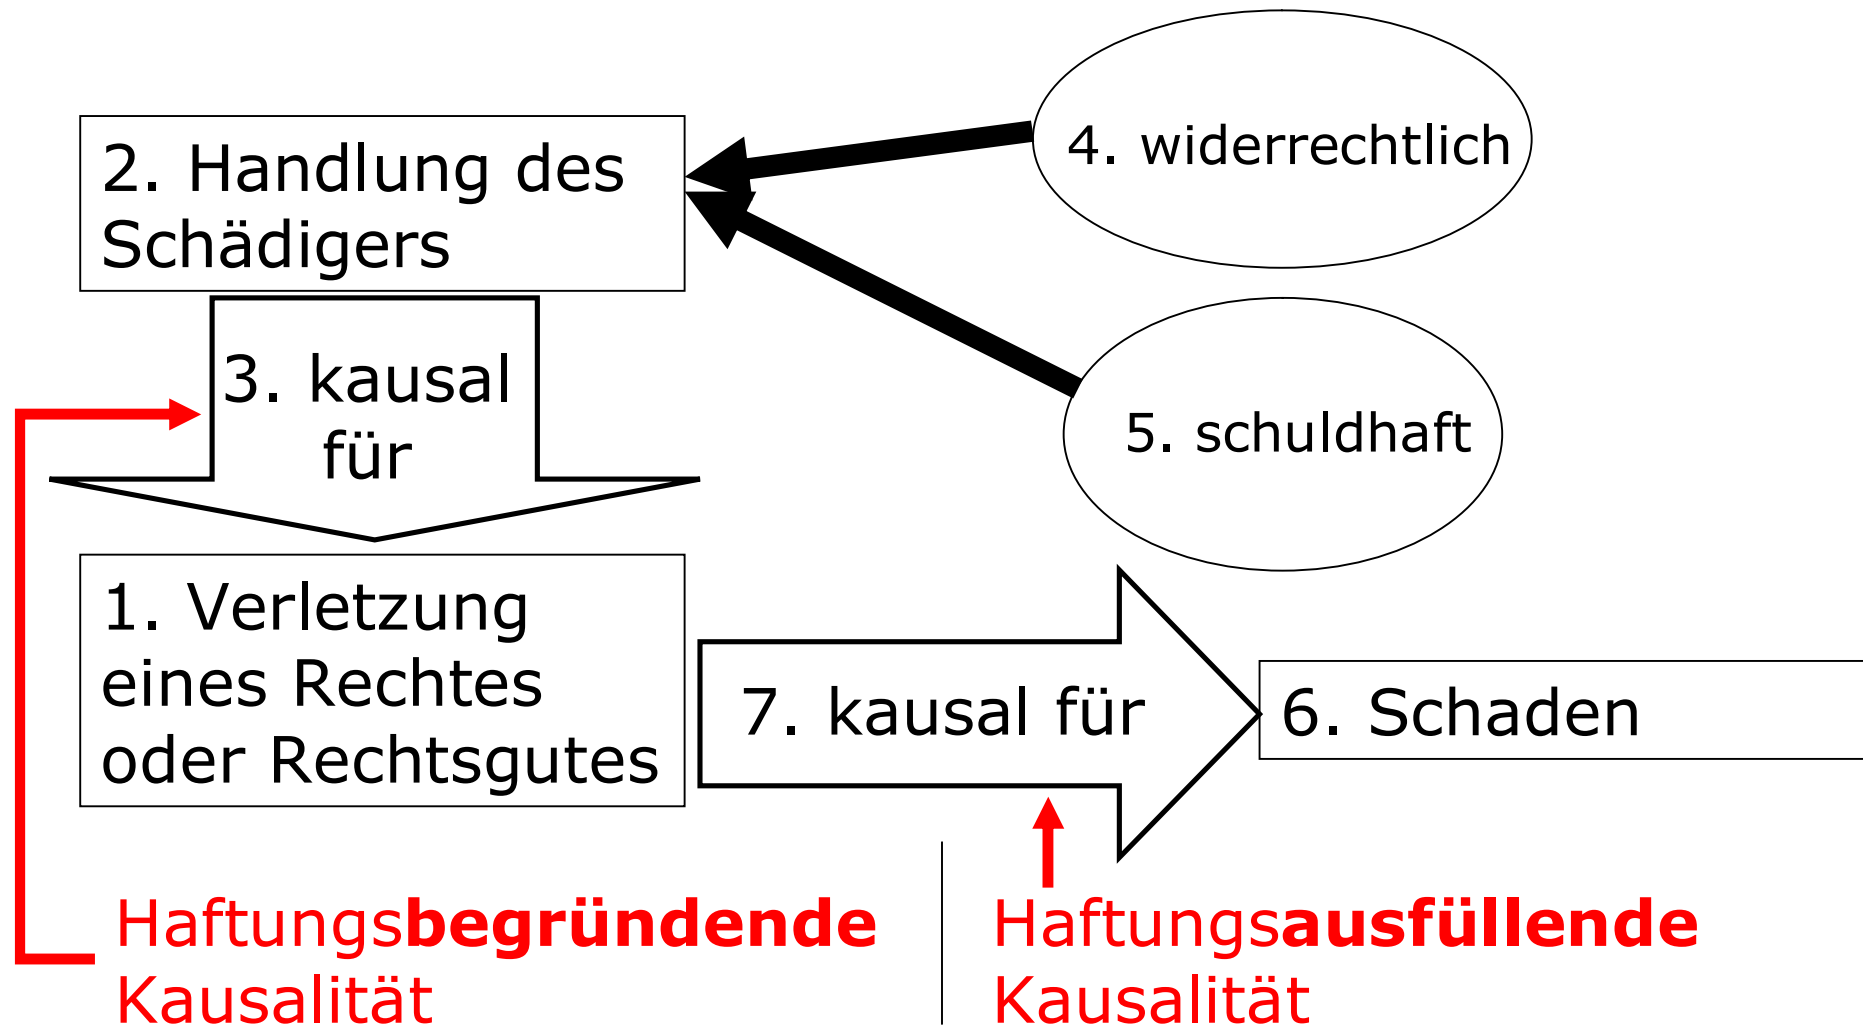 2. Handlung des
Schädigers
4. widerrechtlich
3. kausal
für
5. schuldhaft
1. Verletzung
eines Rechtes
oder Rechtsgutes
7. kausal für
6. Schaden
Haftungsbegründende
Kausalität
Haftungsausfüllende
Kausalität